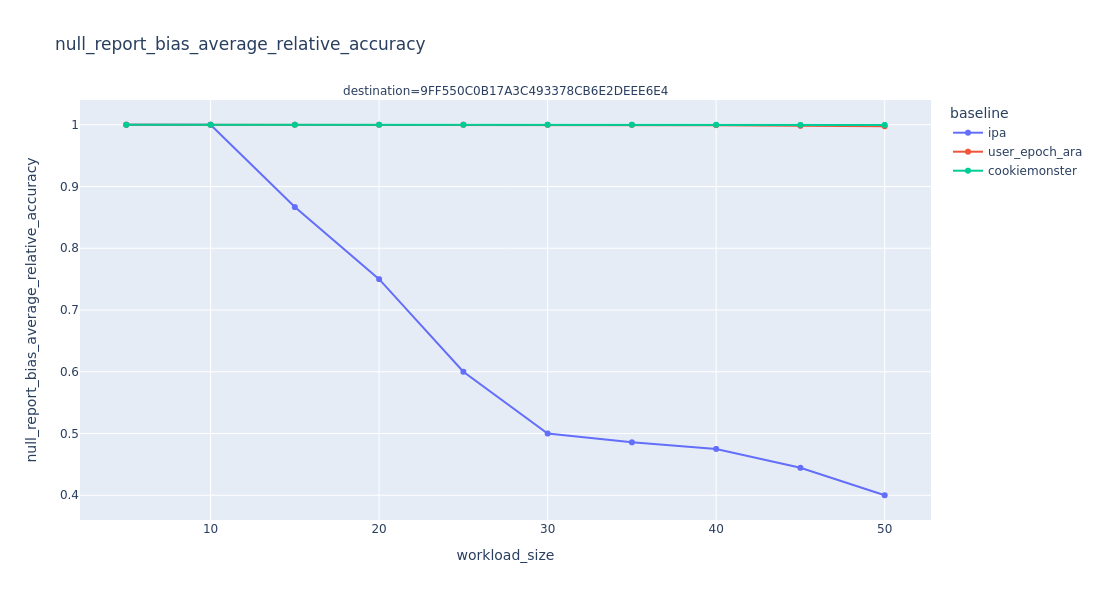 null_report_bias_average_relative_accuracy
destination=9FF550C0B17A3C493378CB6E2DEEE6E4
baseline
ipa
user_epoch_ara
cookiemonster
null_report_bias_average_relative_accuracy
1
0.9
0.8
0.7
0.6
0.5
0.4
10
20
30
40
50
workload_size